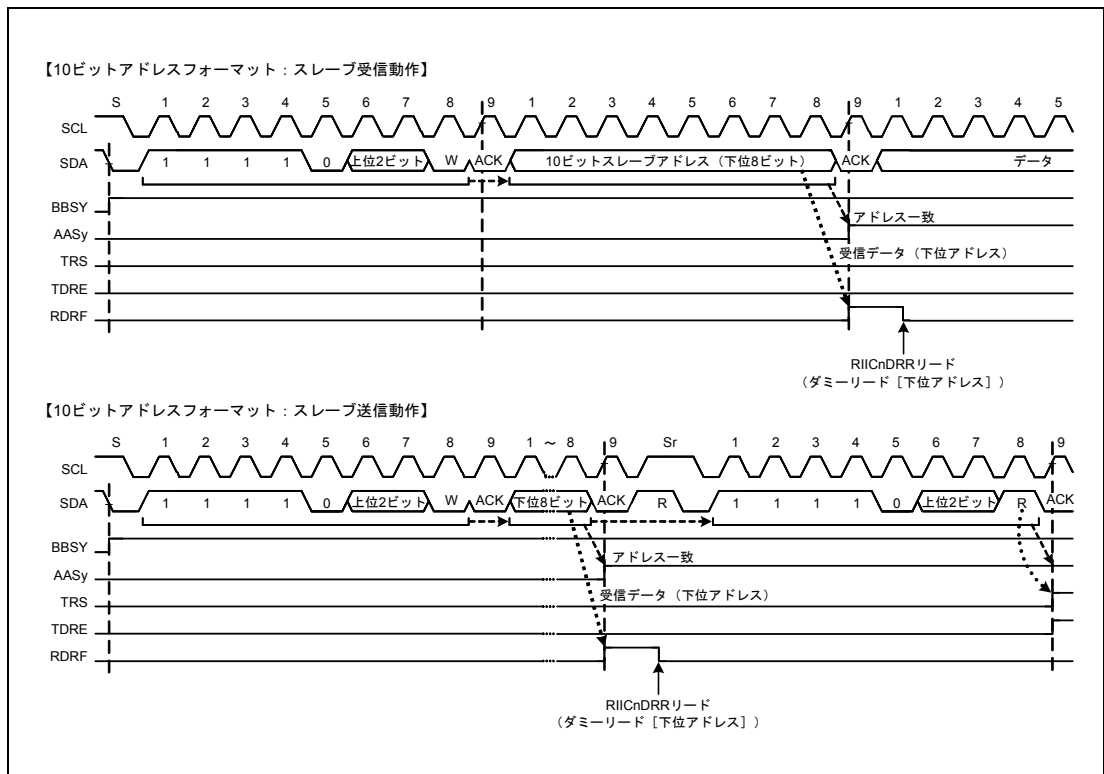 【10ビットアドレスフォーマット：スレーブ受信動作】
S 1 2 3 4 5 6 7 8 9 1 2 3 4 5 6 7 8 9 1 2 3 4 5
SCL
SDA 1 1 1 1 0 上位2ビット W ACK 10ビットスレーブアドレス（下位8ビット） ACK データ
BBSY
アドレス一致
AASy
受信データ（下位アドレス）
TRS
TDRE
RDRF
RIICnDRRリード
（ダミーリード［下位アドレス］）
【10ビットアドレスフォーマット：スレーブ送信動作】
S 1 2 3 4 5 6 7 8 9 1 ～ 8 9 Sr 1 2 3 4 5 6 7 8 9
SCL
SDA 1 1 1 1 0 上位2ビット W ACK 下位8ビット ACK R 1 1 1 1 0 上位2ビット R ACK
BBSY
アドレス一致
AASy
受信データ（下位アドレス）
TRS
TDRE
RDRF
RIICnDRRリード
（ダミーリード［下位アドレス］）